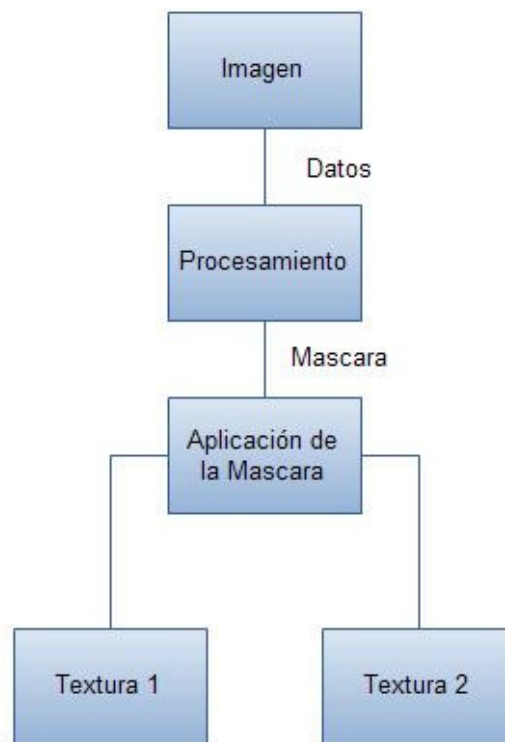 Imagen
Datos
Procesamiento
Mascara
Aplicación de
la Mascara
Textura 1
Textura 2